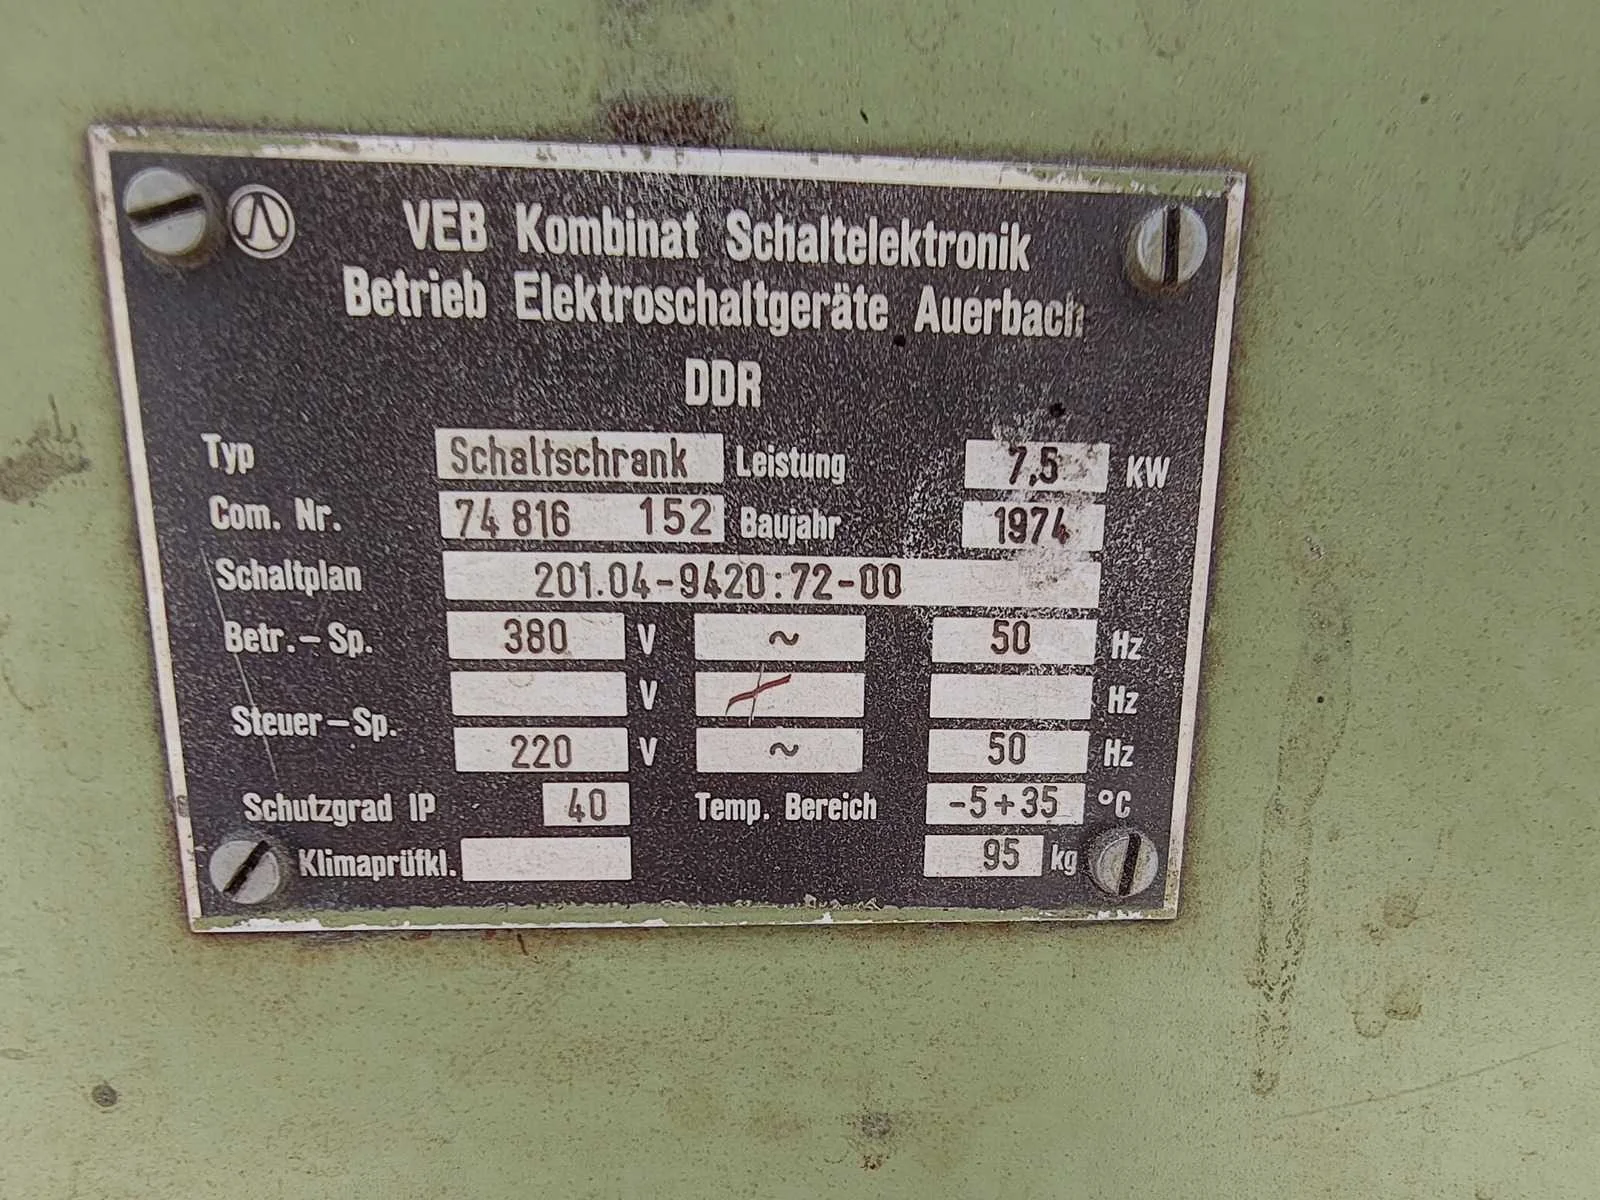 VEB Kombinat Schaltelektronik
Betrieb Elektroschaltgeräte Auerbach
DDR
Typ Schaltschrank Leistung 7,5 KW
Com. Nr. 74 816 152 Baujahr 1974
Schaltplan 201.04-9420:72-00
Betr.-Sp. 380 V ~ 50 Hz
V Hz
Steuer-Sp.
220 V ~ 50 Hz
Schutzgrad IP 40 Temp. Bereich -5+35 °C
Klimaprüfkl. 95 kg